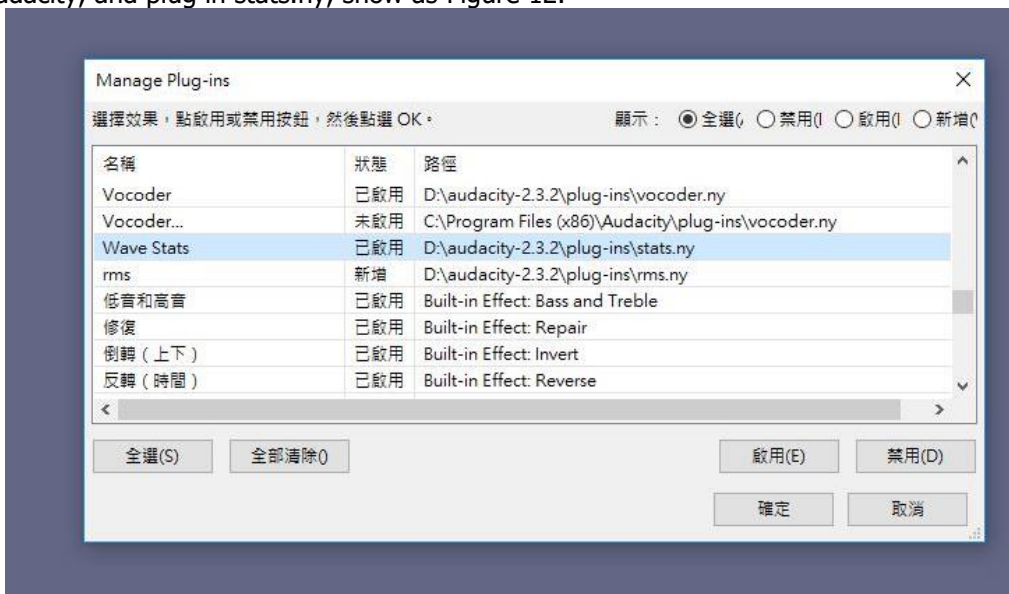 audacity, and plug in stats.ny, show as Figure 12.
Manage Plug-ins
選擇效果，點啟用或禁用按鈕，然後點選 OK。 顯示： 全選( 禁用(I 啟用(I 新增(
名稱 狀態 路徑
Vocoder 已啟用 D:\audacity-2.3.2\plug-ins\vocoder.ny
Vocoder... 未啟用 C:\Program Files (x86)\Audacity\plug-ins\vocoder.ny
Wave Stats 已啟用 D:\audacity-2.3.2\plug-ins\stats.ny
rms 新增 D:\audacity-2.3.2\plug-ins\rms.ny
低音和高音 已啟用 Built-in Effect: Bass and Treble
修復 已啟用 Built-in Effect: Repair
倒轉（上下） 已啟用 Built-in Effect: Invert
反轉（時間） 已啟用 Built-in Effect: Reverse
全選(S) 全部清除() 啟用(E) 禁用(D)
確定 取消